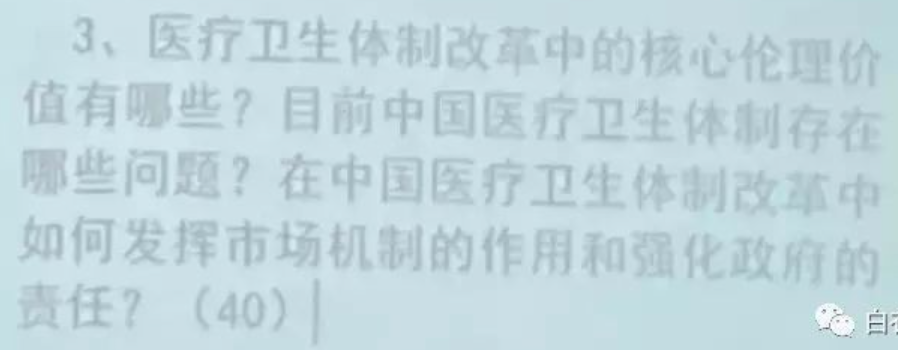 3、医疗卫生体制改革中的核心伦理价
值有哪些？目前中国医疗卫生体制存在
哪些问题？在中国医疗卫生体制改革中
如何发挥市场机制的作用和强化政府的
责任？（40）
白